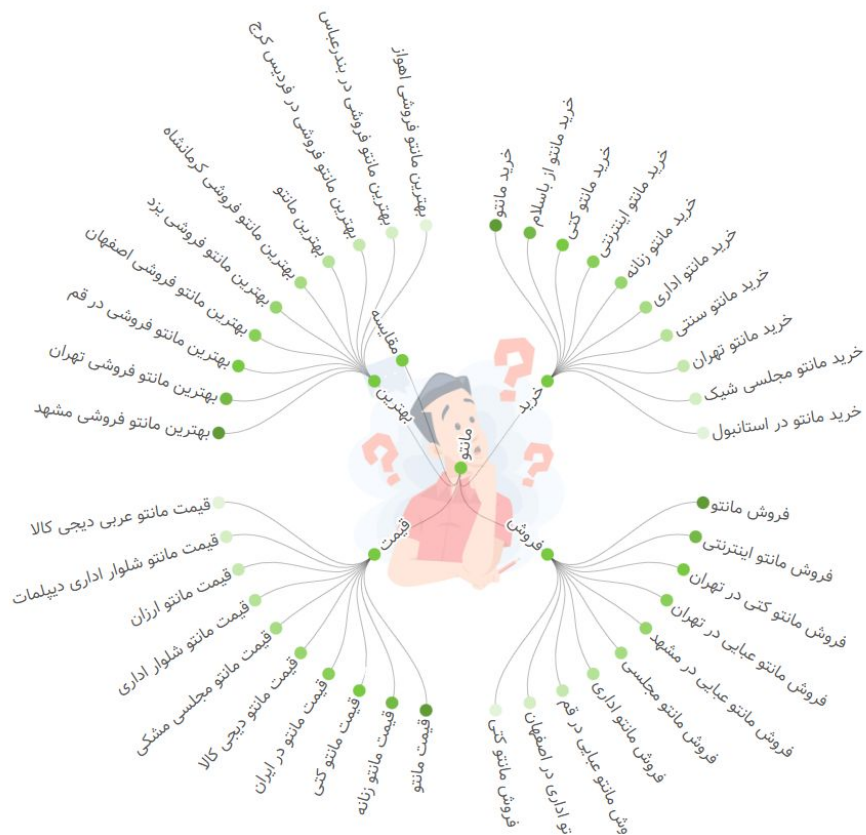 مانتو
خرید
خرید مانتو
خرید مانتو از باسلام
خرید مانتو کتی
خرید مانتو اینترنتی
خرید مانتو زنانه
خرید مانتو اداری
خرید مانتو سنتی
خرید مانتو تهران
خرید مانتو مجلسی شیک
خرید مانتو در استانبول
فروش
فروش مانتو
فروش مانتو اینترنتی
فروش مانتو کتی در تهران
فروش مانتو عبایی در تهران
فروش مانتو عبایی در مشهد
فروش مانتو مجلسی
فروش مانتو اداری
مانتو عبایی در قم
اداری در اصفهان
فروش مانتو کتی
قیمت
قیمت مانتو
قیمت مانتو زنانه
قیمت مانتو کتی
قیمت مانتو در ایران
قیمت مانتو دیجی کالا
قیمت مانتو مجلسی مشکی
قیمت مانتو شلوار اداری
قیمت مانتو ارزان
قیمت مانتو شلوار اداری دیپلمات
قیمت مانتو عربی دیجی کالا
بهترین
بهترین مانتو فروشی مشهد
بهترین مانتو فروشی تهران
بهترین مانتو فروشی در قم
بهترین مانتو فروشی اصفهان
بهترین مانتو فروشی یزد
بهترین مانتو فروشی کرمانشاه
بهترین مانتو
بهترین مانتو فروشی در فردیس کرج
بهترین مانتو فروشی در بندرعباس
بهترین مانتو فروشی اهواز
مقایسه